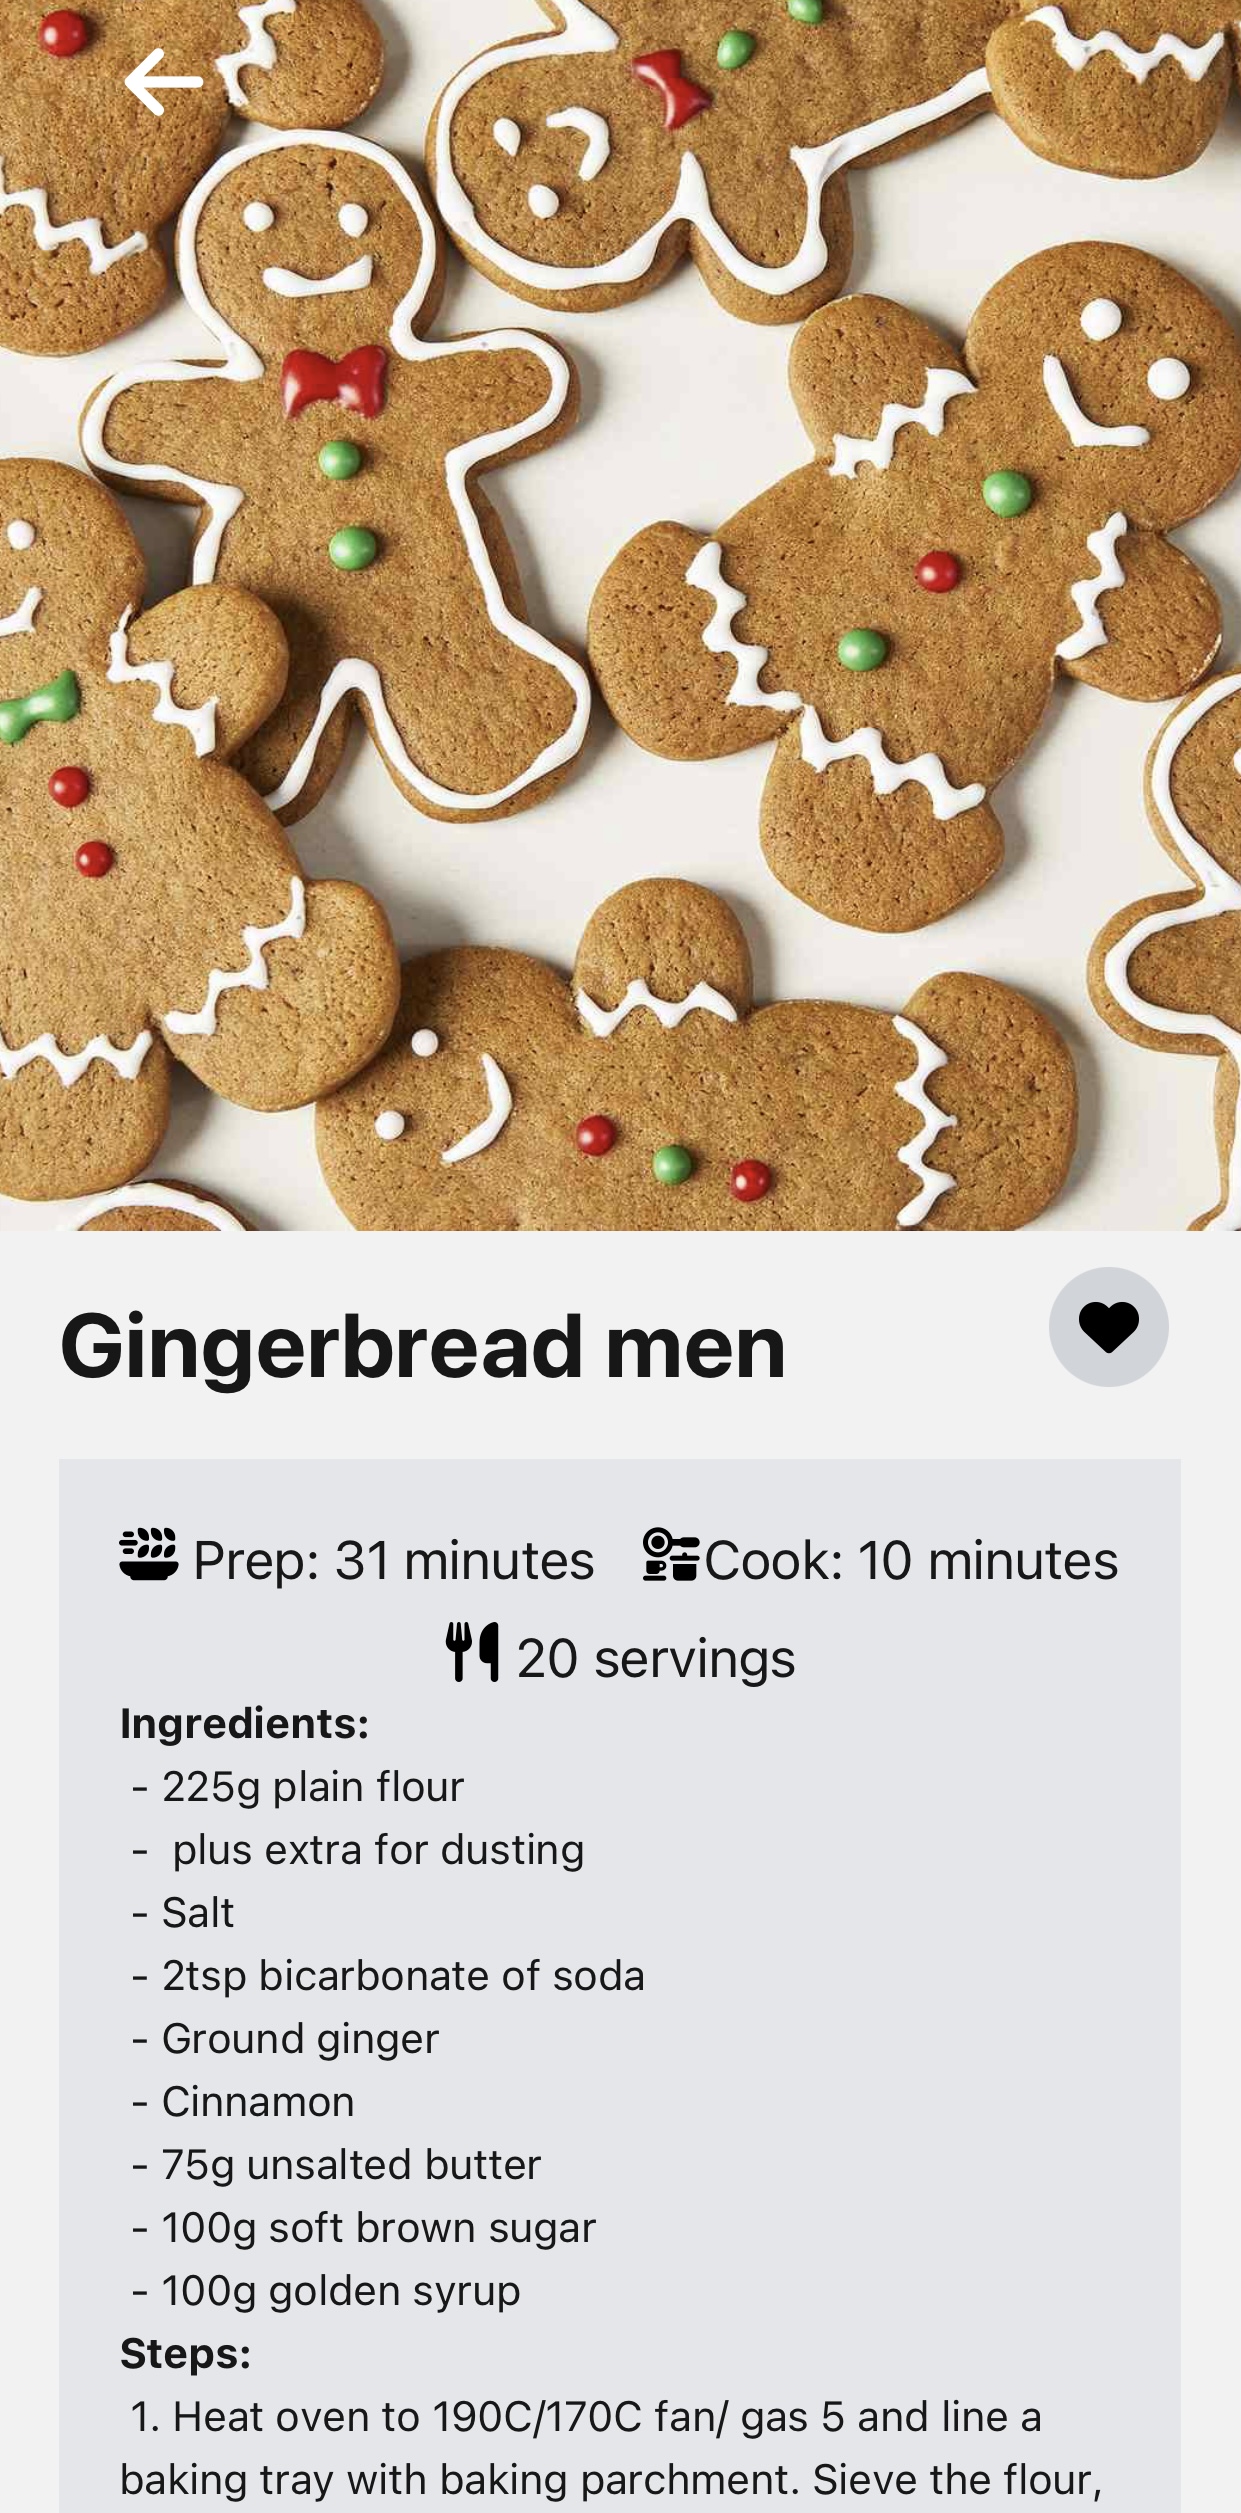 Gingerbread men
Prep: 31 minutes Cook: 10 minutes
20 servings
Ingredients:
- 225g plain flour
- plus extra for dusting
- Salt
- 2tsp bicarbonate of soda
- Ground ginger
- Cinnamon
- 75g unsalted butter
- 100g soft brown sugar
- 100g golden syrup
Steps:
1. Heat oven to 190C/170C fan/ gas 5 and line a
baking tray with baking parchment. Sieve the flour,